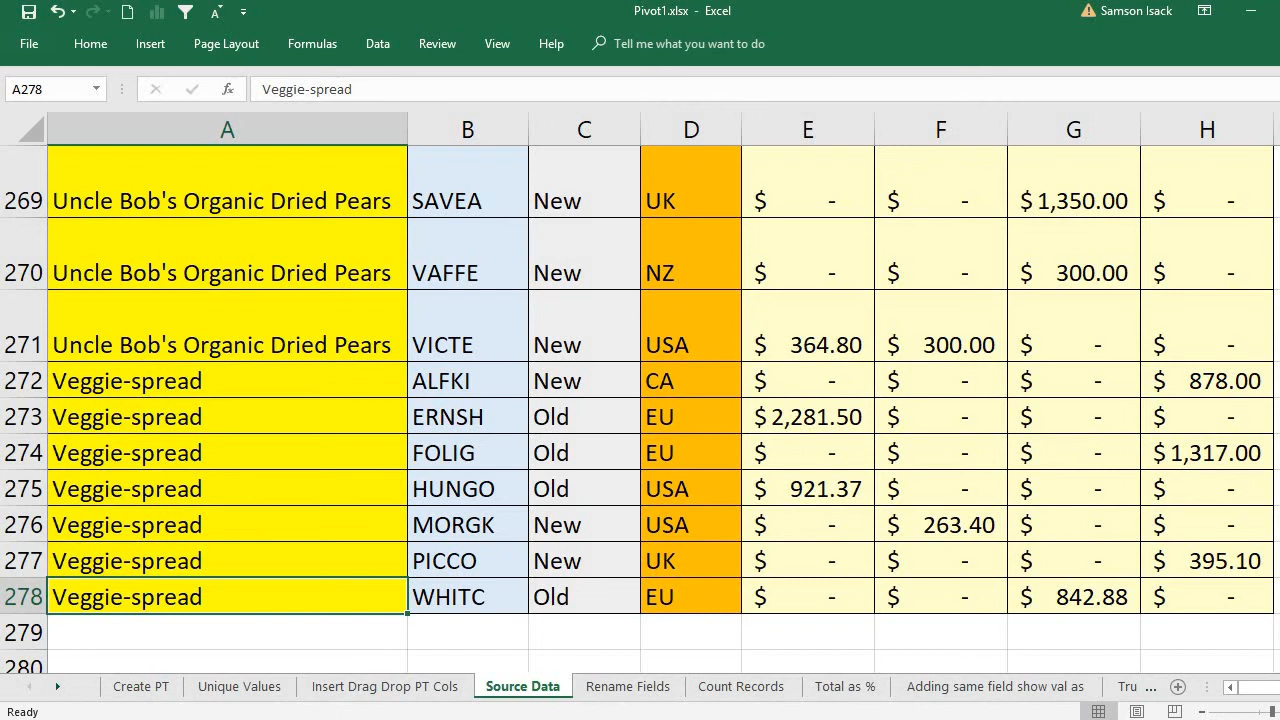 Pivot1.xlsx - Excel
Samson Isack
File Home Insert Page Layout Formulas Data Review View Help Tell me what you want to do
A278 fx Veggie-spread
A B C D E F G H
269 Uncle Bob's Organic Dried Pears SAVEA New UK $ - $ - $ 1,350.00 $ -
270 Uncle Bob's Organic Dried Pears VAFFE New NZ $ - $ - $ 300.00 $ -
271 Uncle Bob's Organic Dried Pears VICTE New USA $ 364.80 $ 300.00 $ - $ -
272 Veggie-spread ALFKI New CA $ - $ - $ - $ 878.00
273 Veggie-spread ERNSH Old EU $ 2,281.50 $ - $ - $ -
274 Veggie-spread FOLIG Old EU $ - $ - $ - $ 1,317.00
275 Veggie-spread HUNGO Old USA $ 921.37 $ - $ - $ -
276 Veggie-spread MORGK New USA $ - $ 263.40 $ - $ -
277 Veggie-spread PICCO New UK $ - $ - $ - $ 395.10
278 Veggie-spread WHITC Old EU $ - $ - $ 842.88 $ -
279
280
Create PT Unique Values Insert Drag Drop PT Cols Source Data Rename Fields Count Records Total as % Adding same field show val as Tru ...
Ready